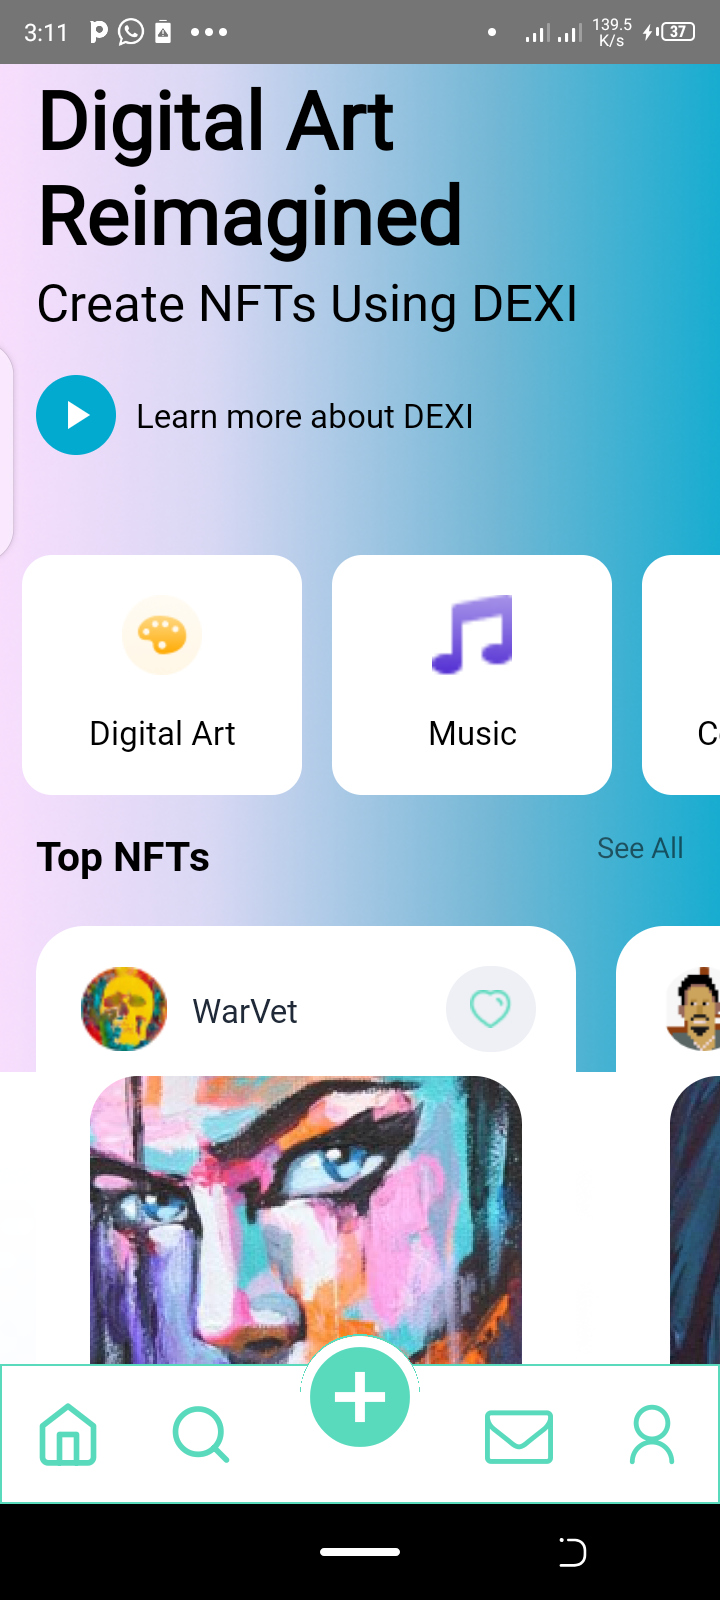 3:11
139.5
K/s
37
Digital Art
Reimagined
Create NFTs Using DEXI
Learn more about DEXI
Digital Art
Music
Top NFTs
See All
WarVet